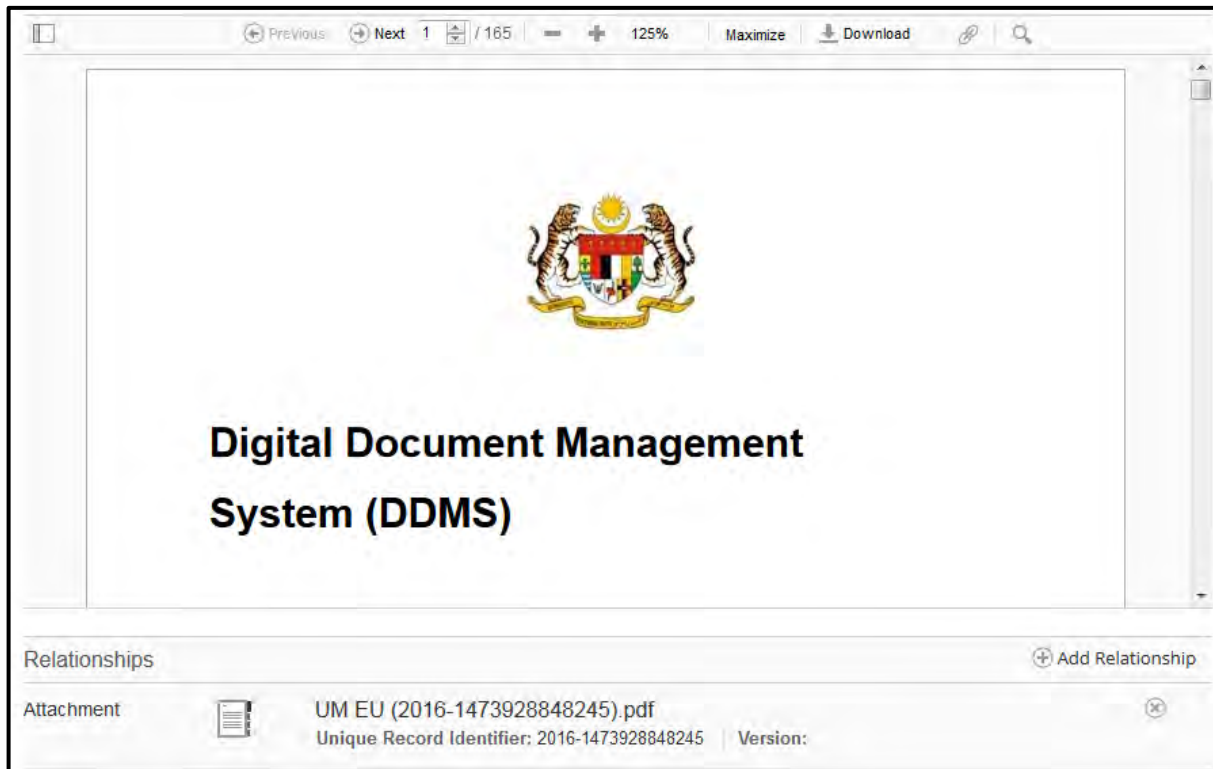 Previous Next 1 / 165 125% Maximize Download
Digital Document Management
System (DDMS)
Relationships Add Relationship
Attachment UM EU (2016-1473928848245).pdf
Unique Record Identifier: 2016-1473928848245 Version: